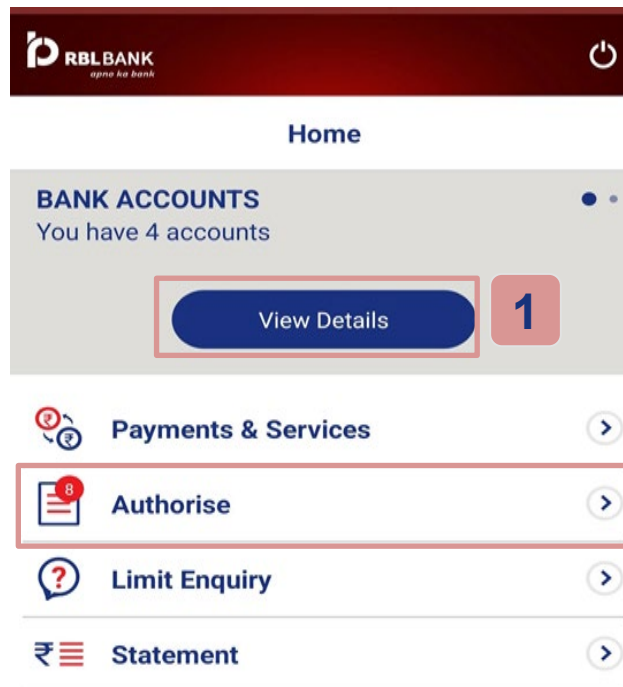 RBLBANK
apno ka bank
Home
BANK ACCOUNTS
You have 4 accounts
View Details
1
Payments & Services
8
Authorise
?
Limit Enquiry
₹
Statement